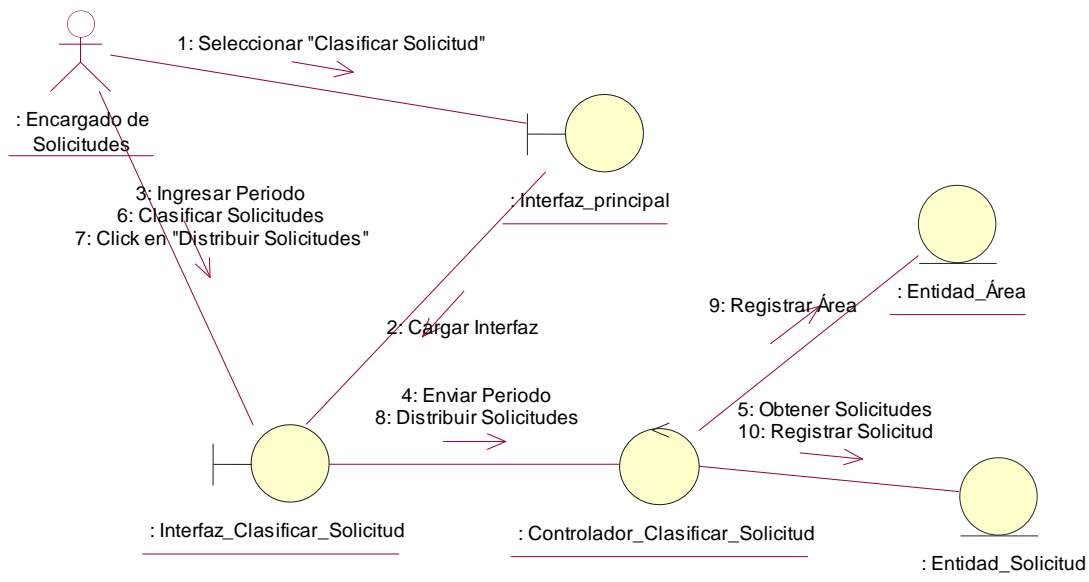 1: Seleccionar "Clasificar Solicitud"
: Encargado de
Solicitudes
: Interfaz_principal
3: Ingresar Periodo
6: Clasificar Solicitudes
7: Click en "Distribuir Solicitudes"
: Entidad_Área
2: Cargar Interfaz
9: Registrar Área
4: Enviar Periodo
8: Distribuir Solicitudes
5: Obtener Solicitudes
10: Registrar Solicitud
: Interfaz_Clasificar_Solicitud
: Controlador_Clasificar_Solicitud
: Entidad_Solicitud